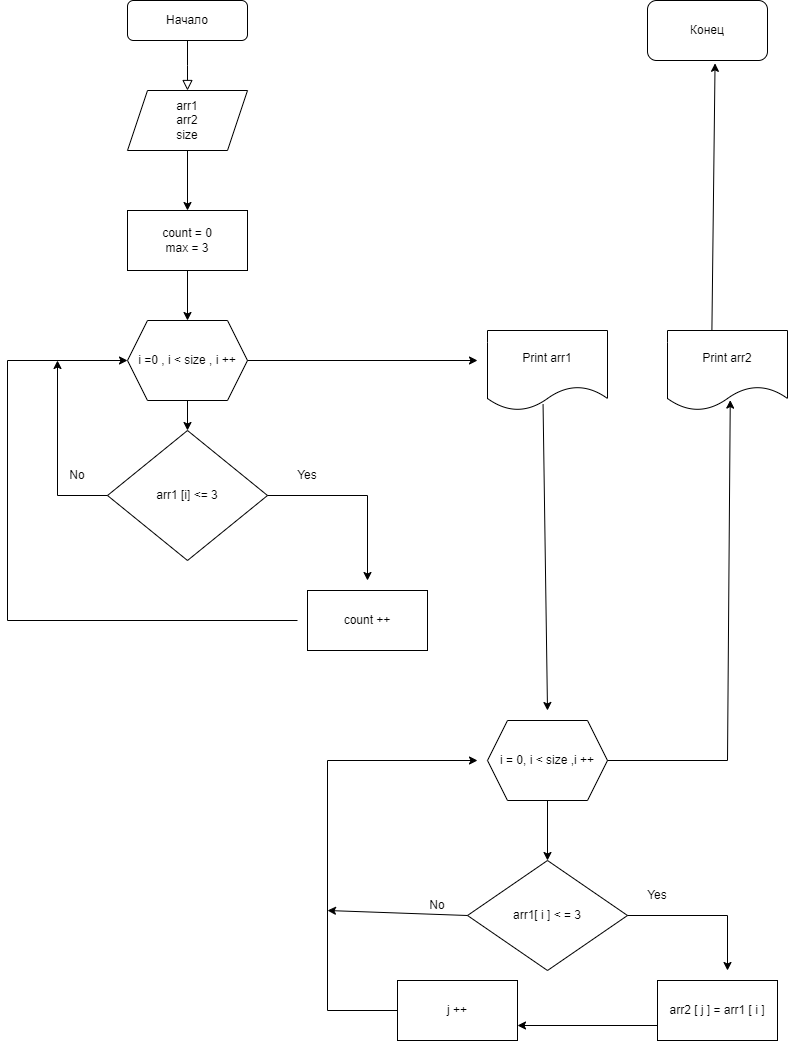 Начало
arr1
arr2
size
count = 0
max = 3
i =0 , i < size , i ++
arr1 [i] <= 3
No
Yes
count ++
Print arr1
i = 0, i < size ,i ++
arr1[ i ] < = 3
No
Yes
arr2 [ j ] = arr1 [ i ]
j ++
Print arr2
Конец